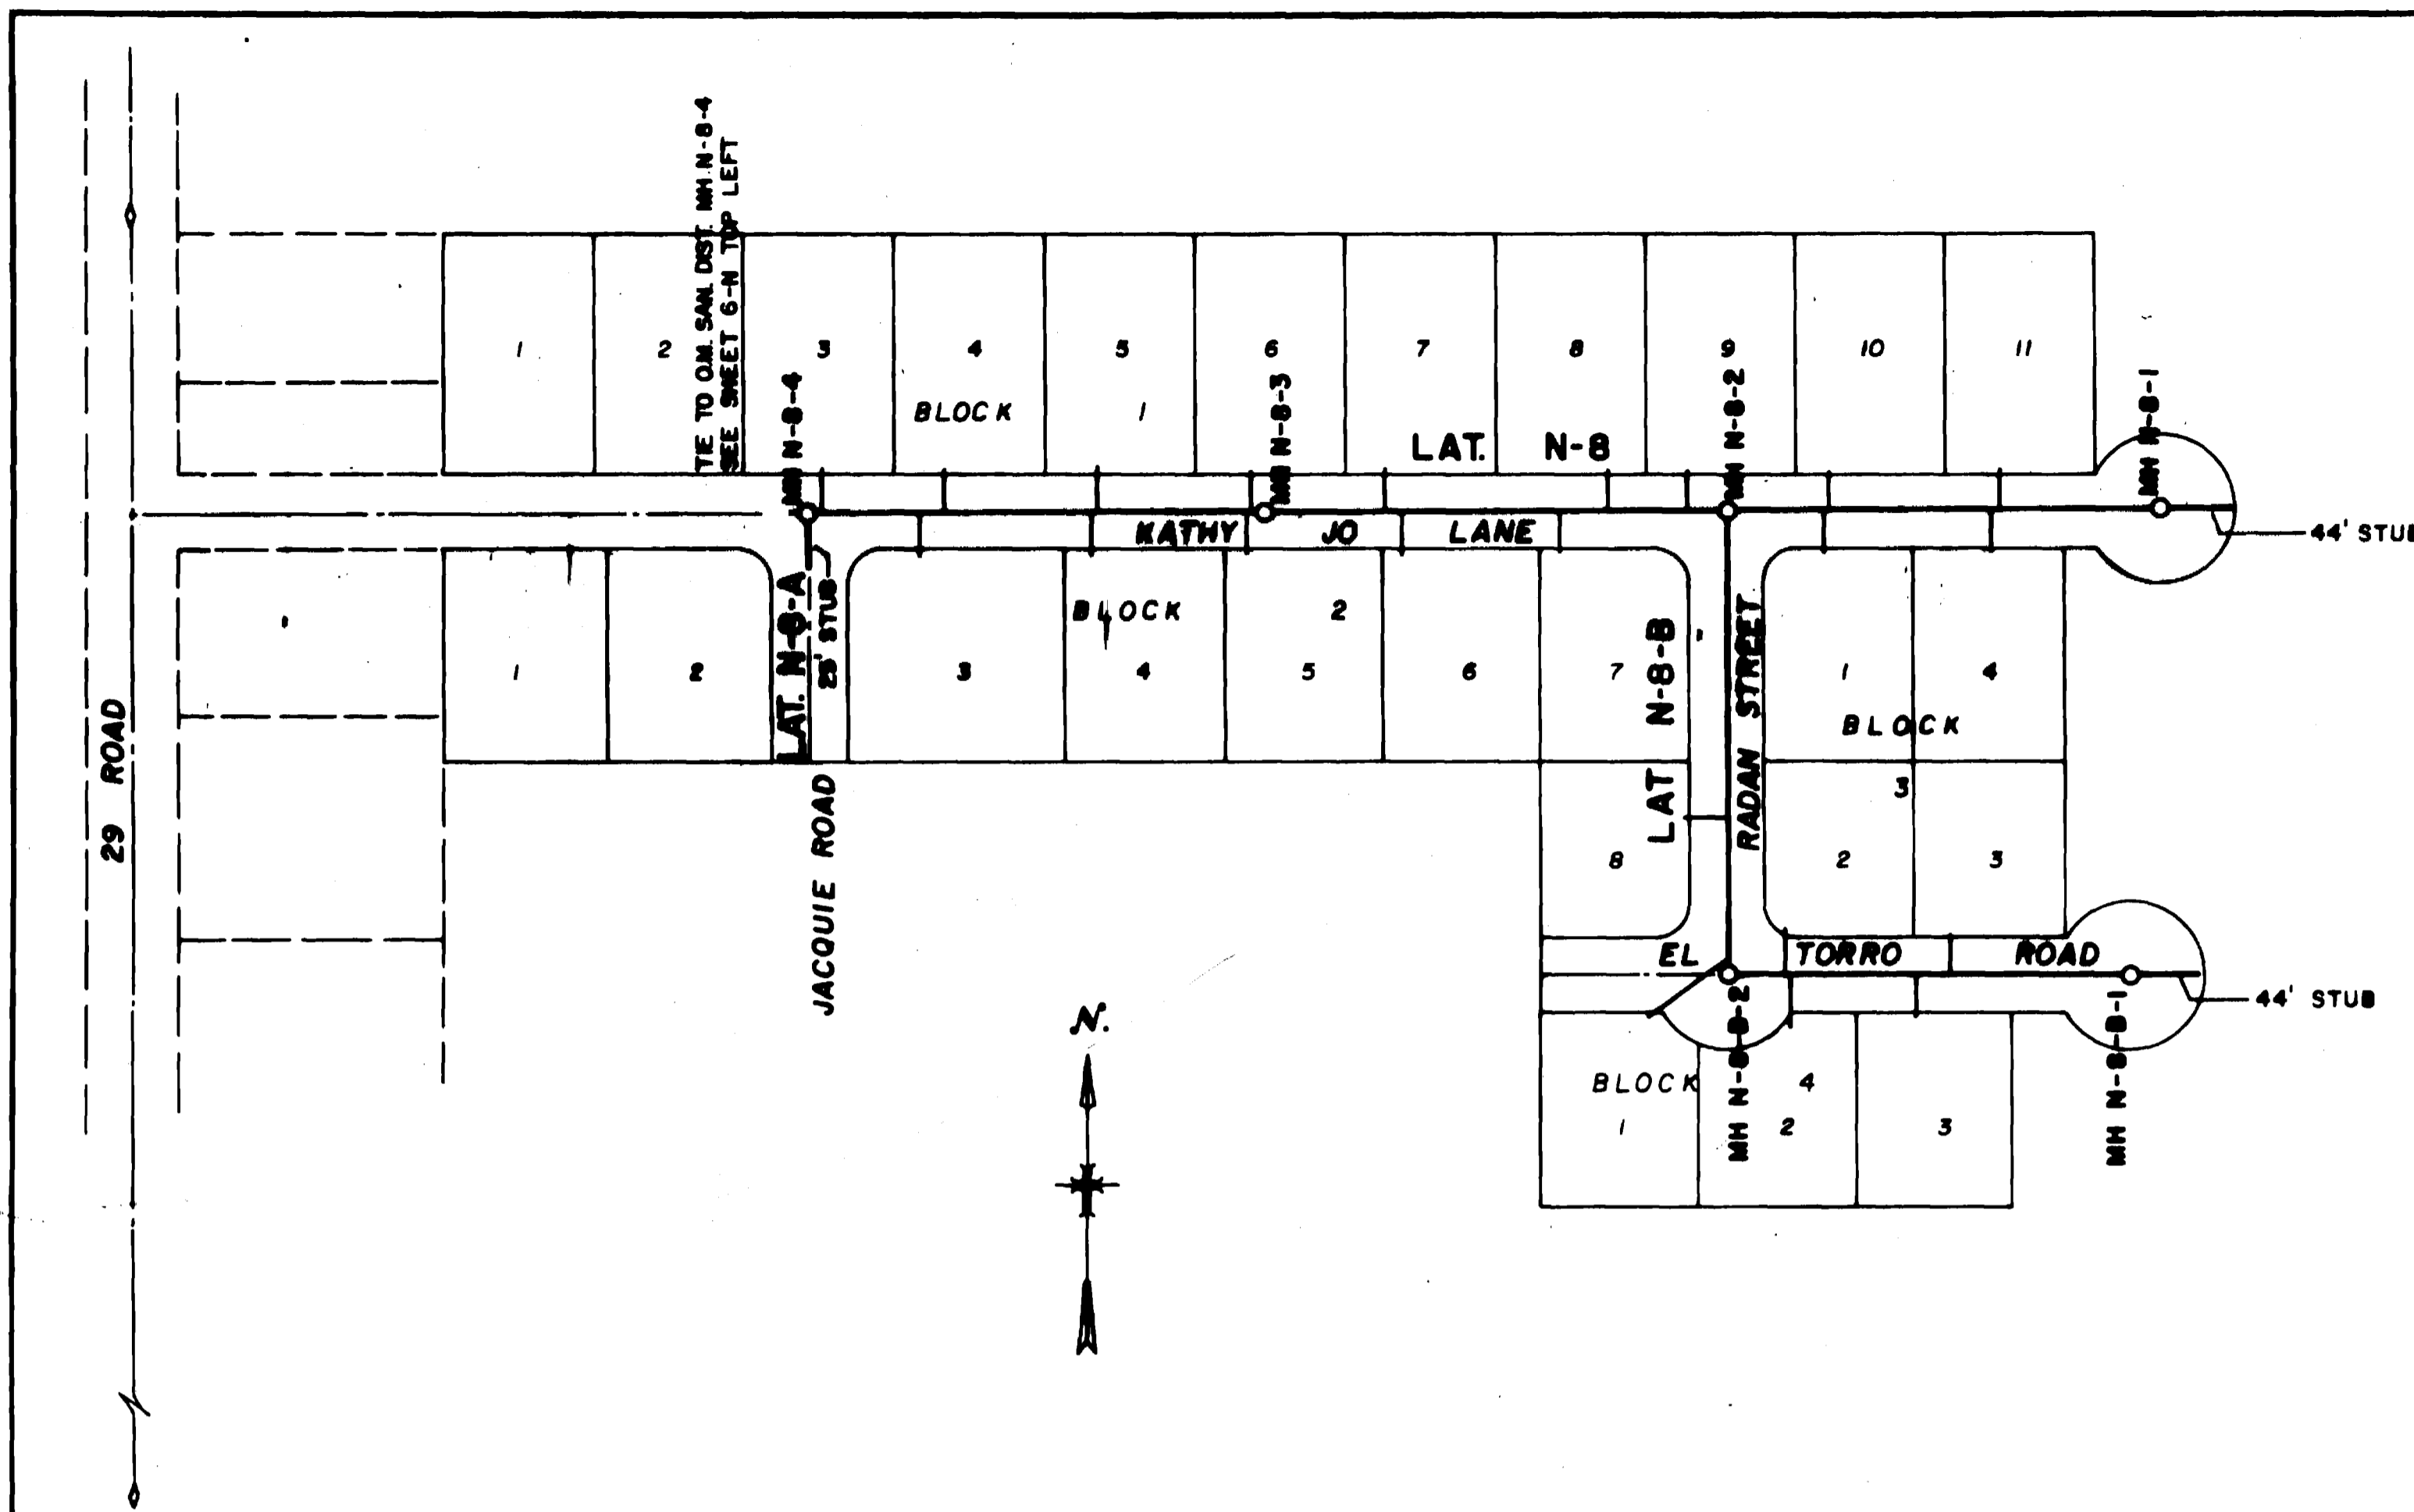 TIE TO O.M. SAN. DIST. MH N-8-4
SEE SHEET 6-N TOP LEFT
1 2 3 4 5 6 7 8 9 10 11
BLOCK 1
LAT. N-8
MH N-8-4
MH N-8-3
MH N-8-2
MH N-8-1
KATHY JO LANE
44' STUB
LAT. N-8-A
25' STUB
BLOCK 2
1 2 3 4 5 6 7
8
LAT N-8-B
RADAN STREET
1 4
BLOCK
3
2 3
29 ROAD
JACQUIE ROAD
EL TORRO ROAD
44' STUB
MH N-8-B-2
MH N-8-B-1
BLOCK 4
1 2 3
N.